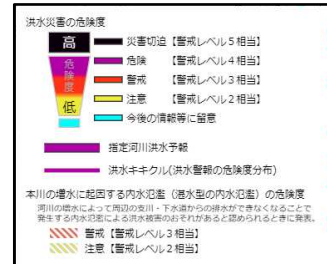 洪水災害の危険度
高
危険度
低
災害切迫【警戒レベル5相当】
危険 【警戒レベル4相当】
警戒 【警戒レベル3相当】
注意 【警戒レベル2相当】
今後の情報等に留意
指定河川洪水予報
洪水キキクル(洪水警報の危険度分布)
本川の増水に起因する内水氾濫（湛水型の内水氾濫）の危険度
河川の増水によって周辺の支川・下水道からの排水ができなくなることで
発生する内水氾濫による洪水被害のおそれがあると認められるときに発表。
警戒【警戒レベル3相当】
注意【警戒レベル2相当】